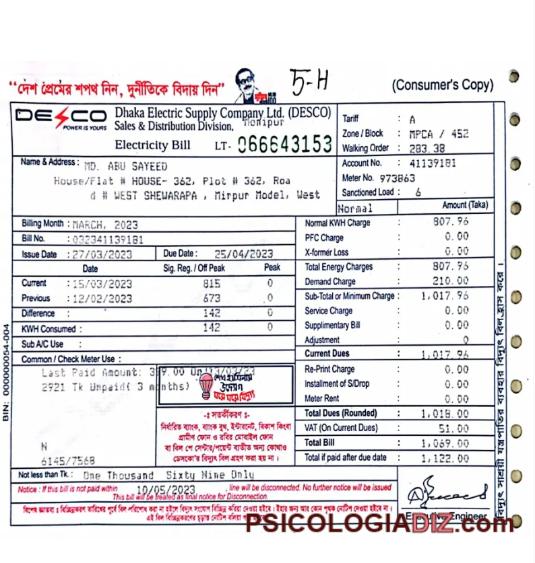 "দেশ প্রেমের শপথ নিন, দুর্নীতিকে বিদায় দিন"
5-H
(Consumer's Copy)
DESCO
POWER IS YOURS
Dhaka Electric Supply Company Ltd. (DESCO)
Sales & Distribution Division, Monipur
Electricity Bill LT- 066643153
Tariff : A
Zone / Block : MPCA / 452
Walking Order : 283.38
Name & Address : MD. ABU SAYEED
House/Flat # HOUSE- 362, Plot # 362, Roa
d # WEST SHEWARAPA , Mirpur Model, West
Account No. : 41139181
Meter No. 973863
Sanctioned Load : 6
Normal Amount (Taka)
Billing Month : MARCH, 2023
Bill No. : 032341139181
Issue Date : 27/03/2023 Due Date : 25/04/2023
Date Sig. Reg. / Off Peak Peak
Current : 15/03/2023 815 0
Previous : 12/02/2023 673 0
Difference : 142 0
KWH Consumed : 142 0
Sub A/C Use :
Common / Check Meter Use :
Last Paid Amount: 3 9.00 On 13/03/23
2921 Tk Unpaid( 3 months)
শেখ হাসিনার
উদ্যোগ
ঘরে ঘরে বিদ্যুৎ
-ঃ সতর্কীকরণ ঃ-
নির্ধারিত ব্যাংক, ব্যাংক বুথ, ইন্টারনেট, বিকাশ কিংবা
গ্রামীন ফোন ও রবির মোবাইল ফোন
বা বিল পে সেন্টার/পয়েন্ট ব্যতীত অন্য কোথাও
ডেসকো'র বিদ্যুৎ বিল গ্রহণ করা হয় না।
N
6145/7568
Normal KWH Charge : 807.96
PFC Charge : 0.00
X-former Loss : 0.00
Total Energy Charges : 807.96
Demand Charge : 210.00
Sub-Total or Minimum Charge : 1,017.96
Service Charge : 0.00
Supplimentary Bill : 0.00
Adjustment 0
Current Dues : 1,017.96
Re-Print Charge : 0.00
Installment of S/Drop : 0.00
Meter Rent : 0.00
Total Dues (Rounded) : 1,018.00
VAT (On Current Dues) : 51.00
Total Bill : 1,069.00
Total if paid after due date : 1,122.00
Not less than Tk. : One Thousand Sixty Nine Only
Notice : If this bill is not paid within 10/05/2023 , line will be disconnected. No further notice will be issued
This bill will be treated as final notice for Disconnection.
Executive Engineer
BIN: 000000054-004
PSICOLOGIADIZ.com